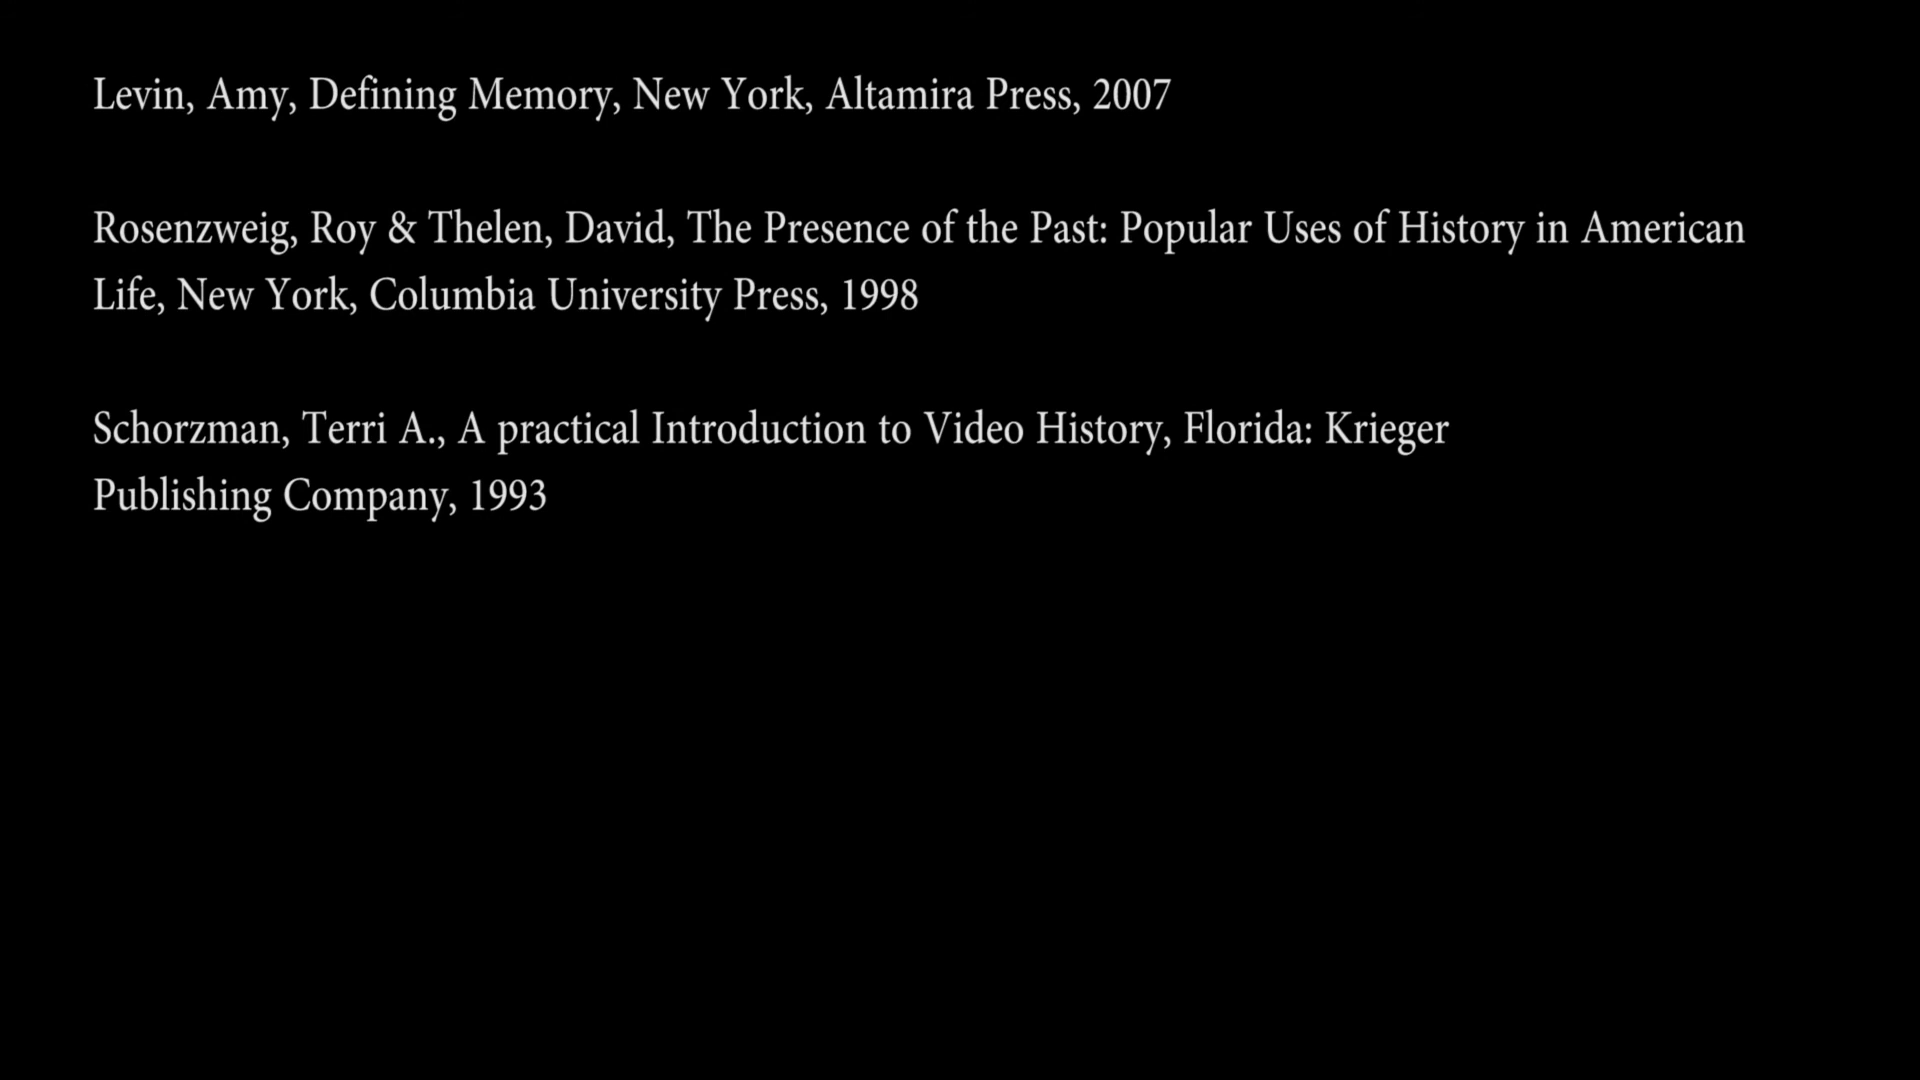 Levin, Amy, Defining Memory, New York, Altamira Press, 2007
Rosenzweig, Roy & Thelen, David, The Presence of the Past: Popular Uses of History in American
Life, New York, Columbia University Press, 1998
Schorzman, Terri A., A practical Introduction to Video History, Florida: Krieger
Publishing Company, 1993